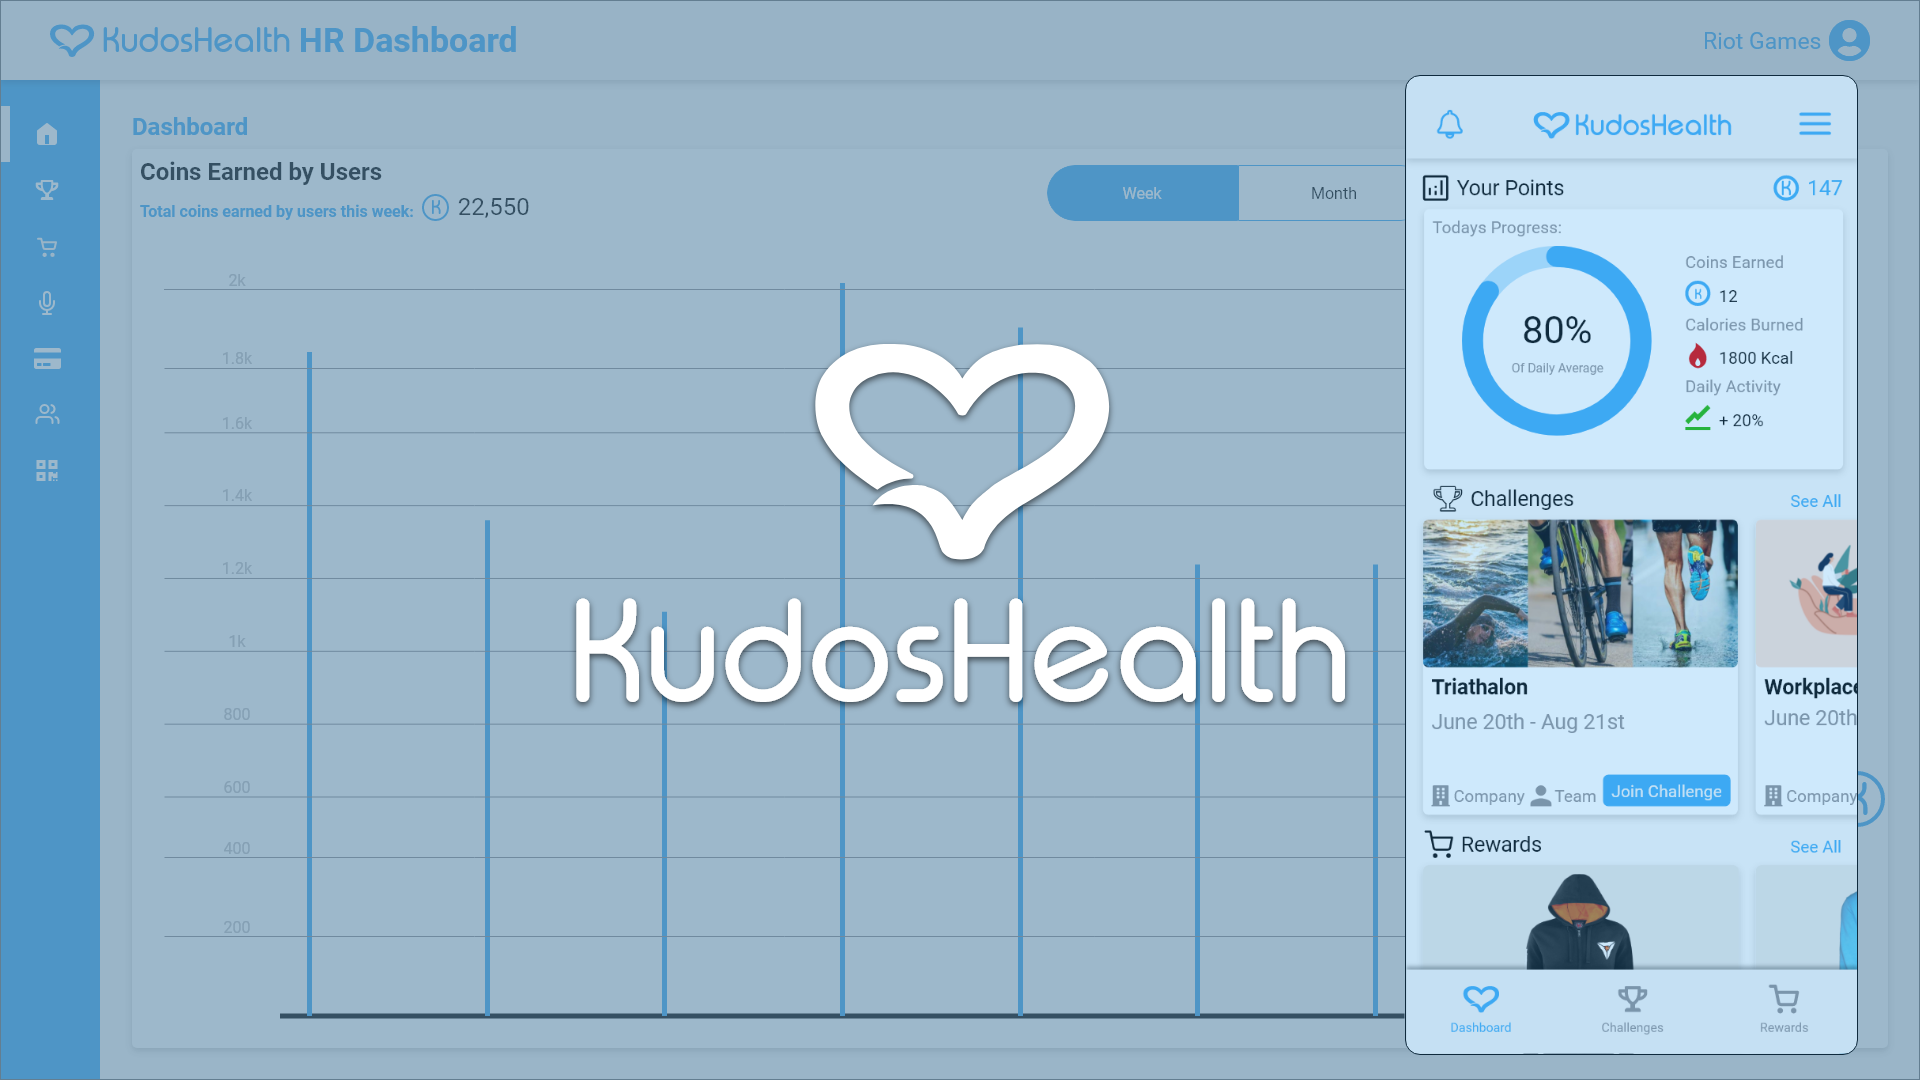 KudosHealth HR Dashboard
Riot Games
Dashboard
Coins Earned by Users
Total coins earned by users this week: K 22,550
Week
Month
2k
1.8k
1.6k
1.4k
1.2k
1k
800
600
400
200
KudosHealth
KudosHealth
Your Points
K 147
Todays Progress:
80%
Of Daily Average
Coins Earned
K 12
Calories Burned
1800 Kcal
Daily Activity
+ 20%
Challenges
See All
Triathalon
June 20th - Aug 21st
Company Team Join Challenge
Workplace
June 20th
Company
Rewards
See All
Dashboard
Challenges
Rewards